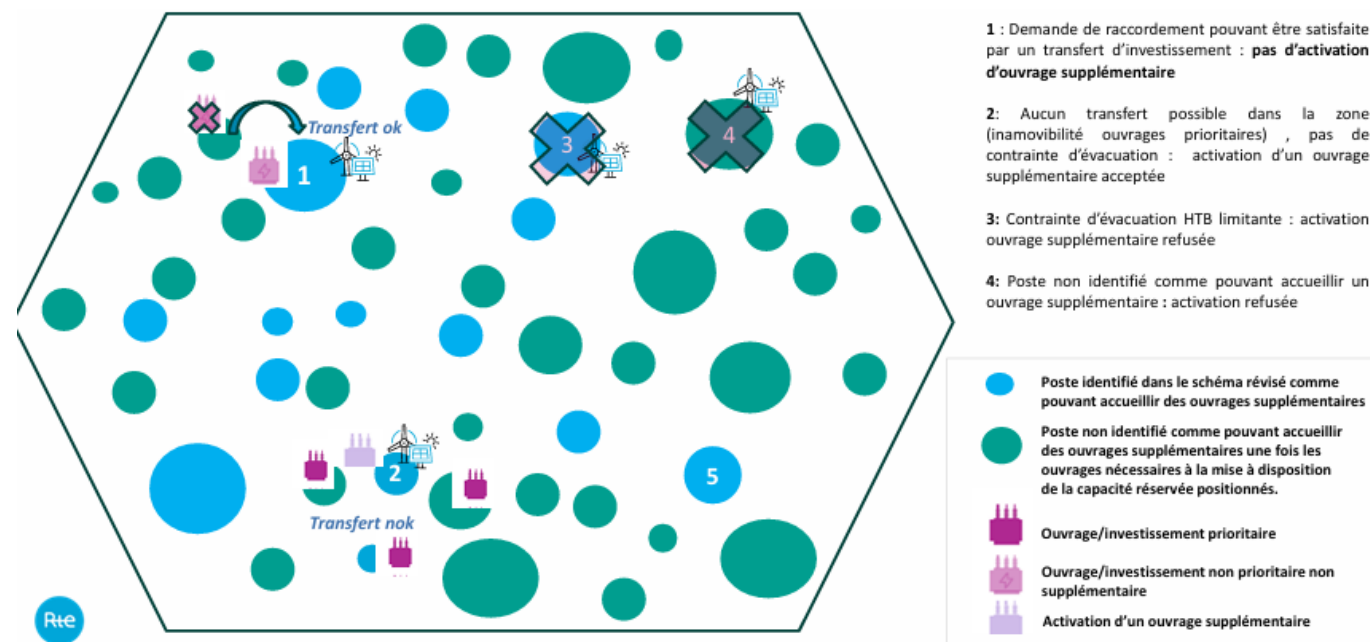 1 : Demande de raccordement pouvant être satisfaite
par un transfert d'investissement : pas d'activation
d'ouvrage supplémentaire
2: Aucun transfert possible dans la zone
(inamovibilité ouvrages prioritaires) , pas de
contrainte d'évacuation : activation d'un ouvrage
supplémentaire acceptée
3: Contrainte d'évacuation HTB limitante : activation
ouvrage supplémentaire refusée
4: Poste non identifié comme pouvant accueillir un
ouvrage supplémentaire : activation refusée
Transfert ok
1
3
4
2
5
Transfert nok
Poste identifié dans le schéma révisé comme
pouvant accueillir des ouvrages supplémentaires
Poste non identifié comme pouvant accueillir
des ouvrages supplémentaires une fois les
ouvrages nécessaires à la mise à disposition
de la capacité réservée positionnés.
Ouvrage/investissement prioritaire
Ouvrage/investissement non prioritaire non
supplémentaire
Activation d'un ouvrage supplémentaire
Rte